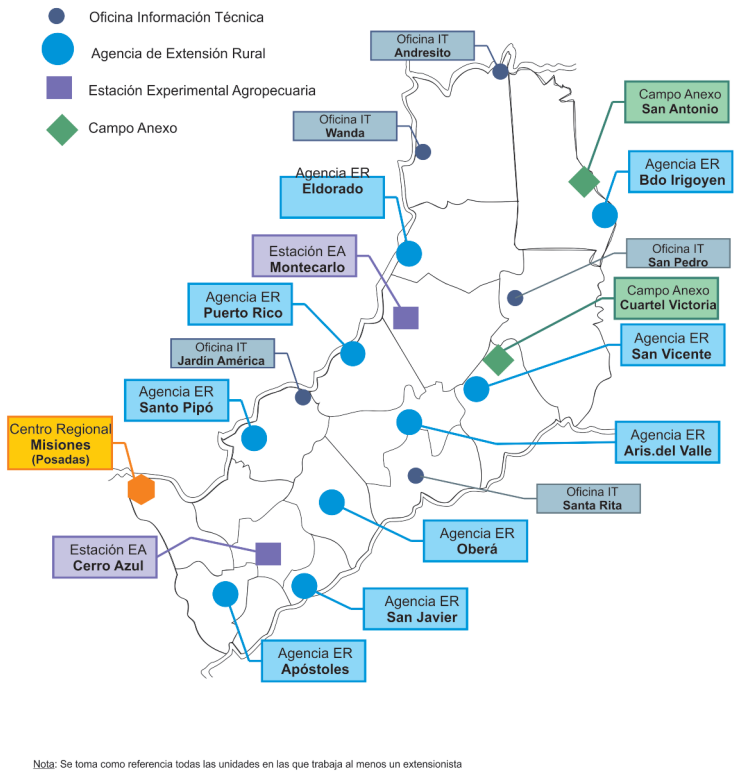 Oficina Información Técnica
Agencia de Extensión Rural
Estación Experimental Agropecuaria
Campo Anexo
Oficina IT
Andresito
Campo Anexo
San Antonio
Oficina IT
Wanda
Agencia ER
Bdo Irigoyen
Agencia ER
Eldorado
Oficina IT
San Pedro
Estación EA
Montecarlo
Campo Anexo
Cuartel Victoria
Agencia ER
Puerto Rico
Agencia ER
San Vicente
Oficina IT
Jardín América
Agencia ER
Santo Pipó
Centro Regional
Misiones
(Posadas)
Agencia ER
Aris.del Valle
Oficina IT
Santa Rita
Agencia ER
Oberá
Estación EA
Cerro Azul
Agencia ER
San Javier
Agencia ER
Apóstoles
Nota: Se toma como referencia todas las unidades en las que trabaja al menos un extensionista